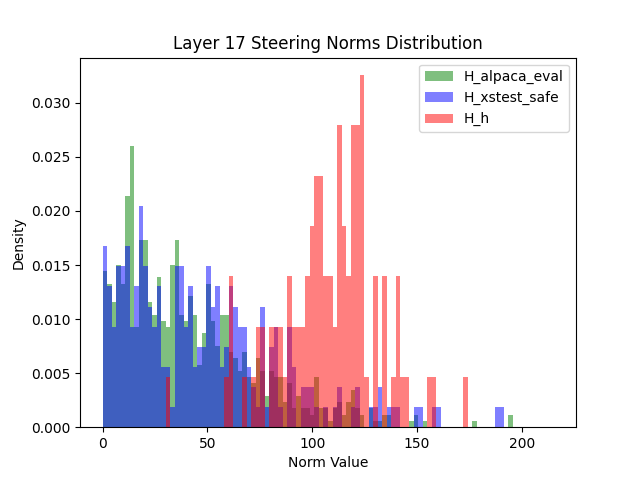 Layer 17 Steering Norms Distribution
H_alpaca_eval
H_xstest_safe
H_h
Density
0.030
0.025
0.020
0.015
0.010
0.005
0.000
0
50
100
150
200
Norm Value